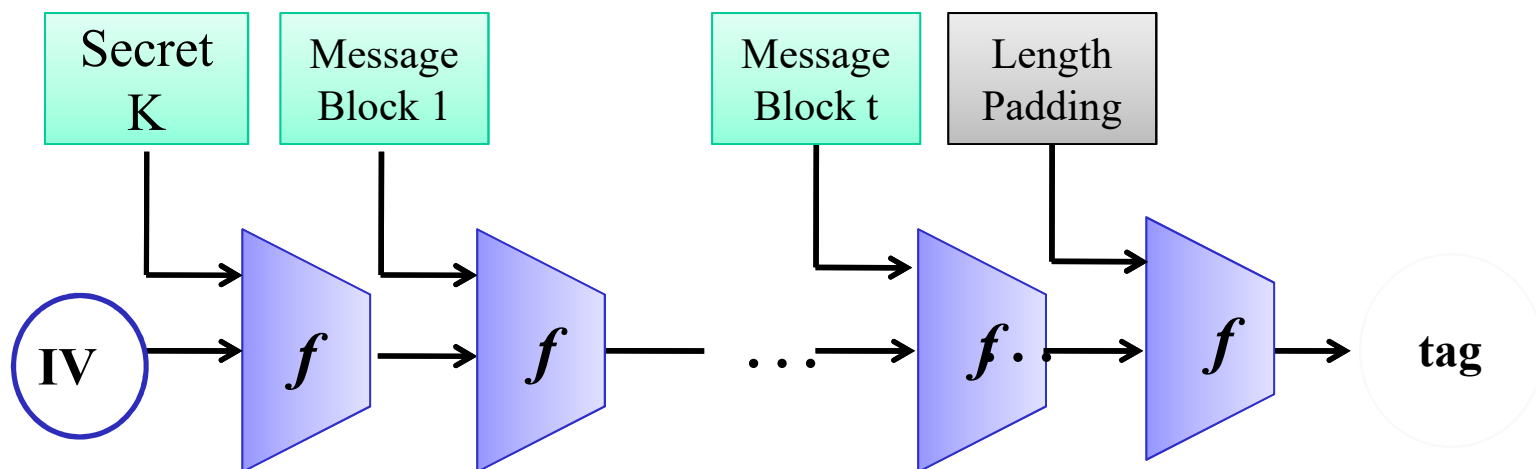 Secret
K
Message
Block 1
Message
Block t
Length
Padding
IV
f
f
. . .
f
. . .
f
tag